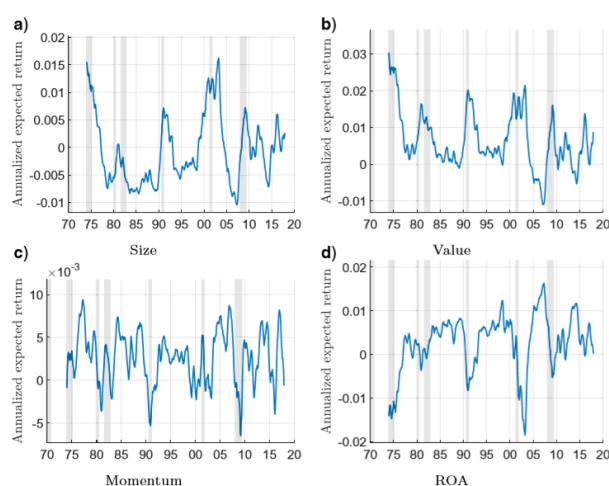 a)
Annualized expected return
0.02
0.015
0.01
0.005
0
-0.005
-0.01
70 75 80 85 90 95 00 05 10 15 20
Size
b)
Annualized expected return
0.03
0.02
0.01
0
-0.01
70 75 80 85 90 95 00 05 10 15 20
Value
c)
Annualized expected return
×10⁻³
10
5
0
-5
70 75 80 85 90 95 00 05 10 15 20
Momentum
d)
Annualized expected return
0.02
0.01
0
-0.01
-0.02
70 75 80 85 90 95 00 05 10 15 20
ROA